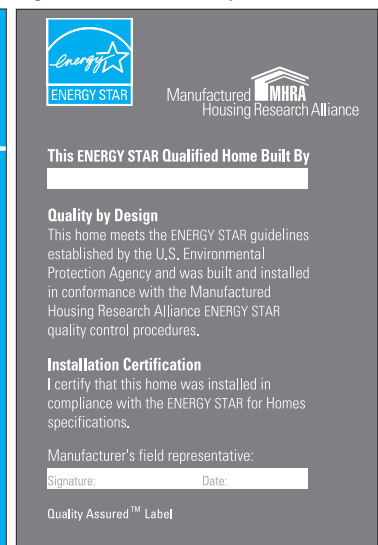 energy
ENERGY STAR
Manufactured MHRA
Housing Research Alliance
This ENERGY STAR Qualified Home Built By
Quality by Design
This home meets the ENERGY STAR guidelines
established by the U.S. Environmental
Protection Agency and was built and installed
in conformance with the Manufactured
Housing Research Alliance ENERGY STAR
quality control procedures.
Installation Certification
I certify that this home was installed in
compliance with the ENERGY STAR for Homes
specifications.
Manufacturer's field representative:
Signature: Date:
Quality Assured™ Label